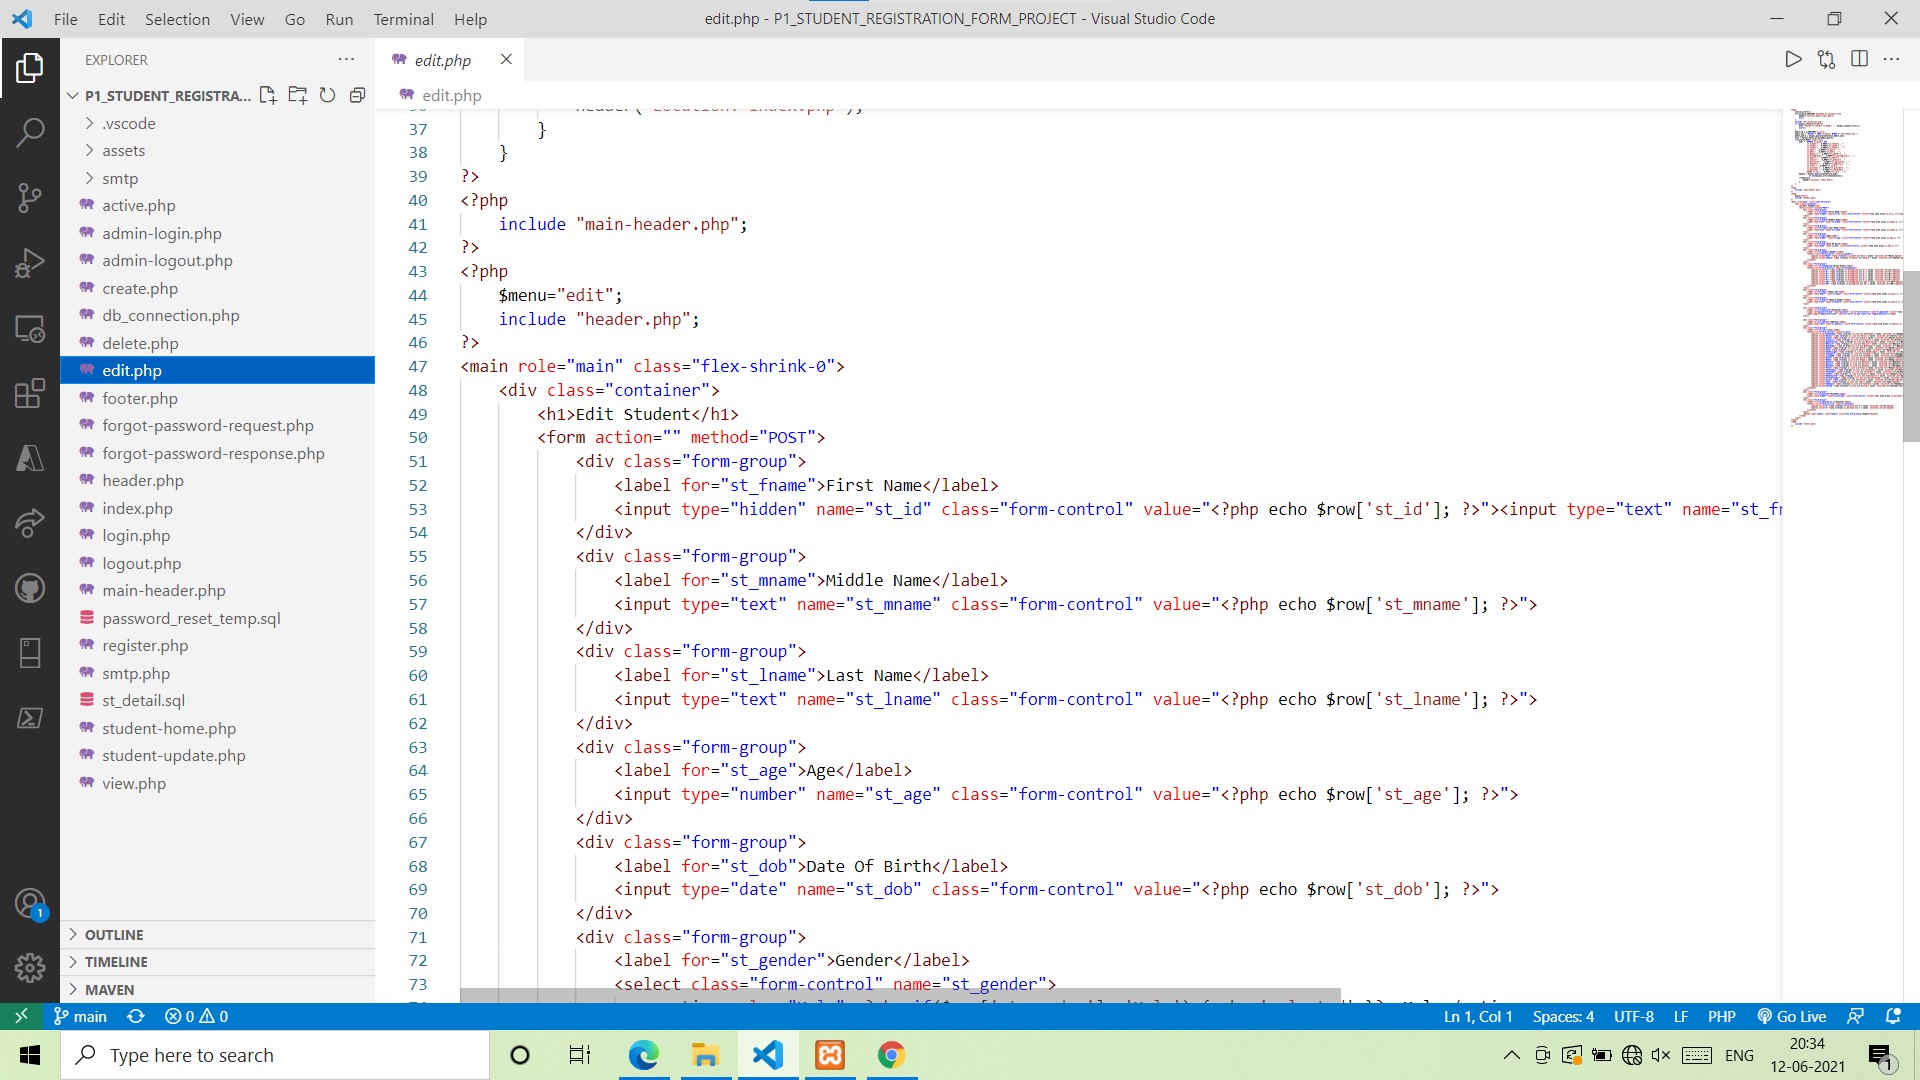 File Edit Selection View Go Run Terminal Help
edit.php - P1_STUDENT_REGISTRATION_FORM_PROJECT - Visual Studio Code
EXPLORER
P1_STUDENT_REGISTRA...
.vscode
assets
smtp
active.php
admin-login.php
admin-logout.php
create.php
db_connection.php
delete.php
edit.php
footer.php
forgot-password-request.php
forgot-password-response.php
header.php
index.php
login.php
logout.php
main-header.php
password_reset_temp.sql
register.php
smtp.php
st_detail.sql
student-home.php
student-update.php
view.php
OUTLINE
TIMELINE
MAVEN
edit.php
edit.php
37 }
38 }
39 ?>
40 <?php
41 include "main-header.php";
42 ?>
43 <?php
44 $menu="edit";
45 include "header.php";
46 ?>
47 <main role="main" class="flex-shrink-0">
48 <div class="container">
49 <h1>Edit Student</h1>
50 <form action="" method="POST">
51 <div class="form-group">
52 <label for="st_fname">First Name</label>
53 <input type="hidden" name="st_id" class="form-control" value="<?php echo $row['st_id']; ?>"><input type="text" name="st_fn
54 </div>
55 <div class="form-group">
56 <label for="st_mname">Middle Name</label>
57 <input type="text" name="st_mname" class="form-control" value="<?php echo $row['st_mname']; ?>">
58 </div>
59 <div class="form-group">
60 <label for="st_lname">Last Name</label>
61 <input type="text" name="st_lname" class="form-control" value="<?php echo $row['st_lname']; ?>">
62 </div>
63 <div class="form-group">
64 <label for="st_age">Age</label>
65 <input type="number" name="st_age" class="form-control" value="<?php echo $row['st_age']; ?>">
66 </div>
67 <div class="form-group">
68 <label for="st_dob">Date Of Birth</label>
69 <input type="date" name="st_dob" class="form-control" value="<?php echo $row['st_dob']; ?>">
70 </div>
71 <div class="form-group">
72 <label for="st_gender">Gender</label>
73 <select class="form-control" name="st_gender">
1
main 0 0
Ln 1, Col 1 Spaces: 4 UTF-8 LF PHP Go Live
Type here to search
ENG
20:34
12-06-2021
1